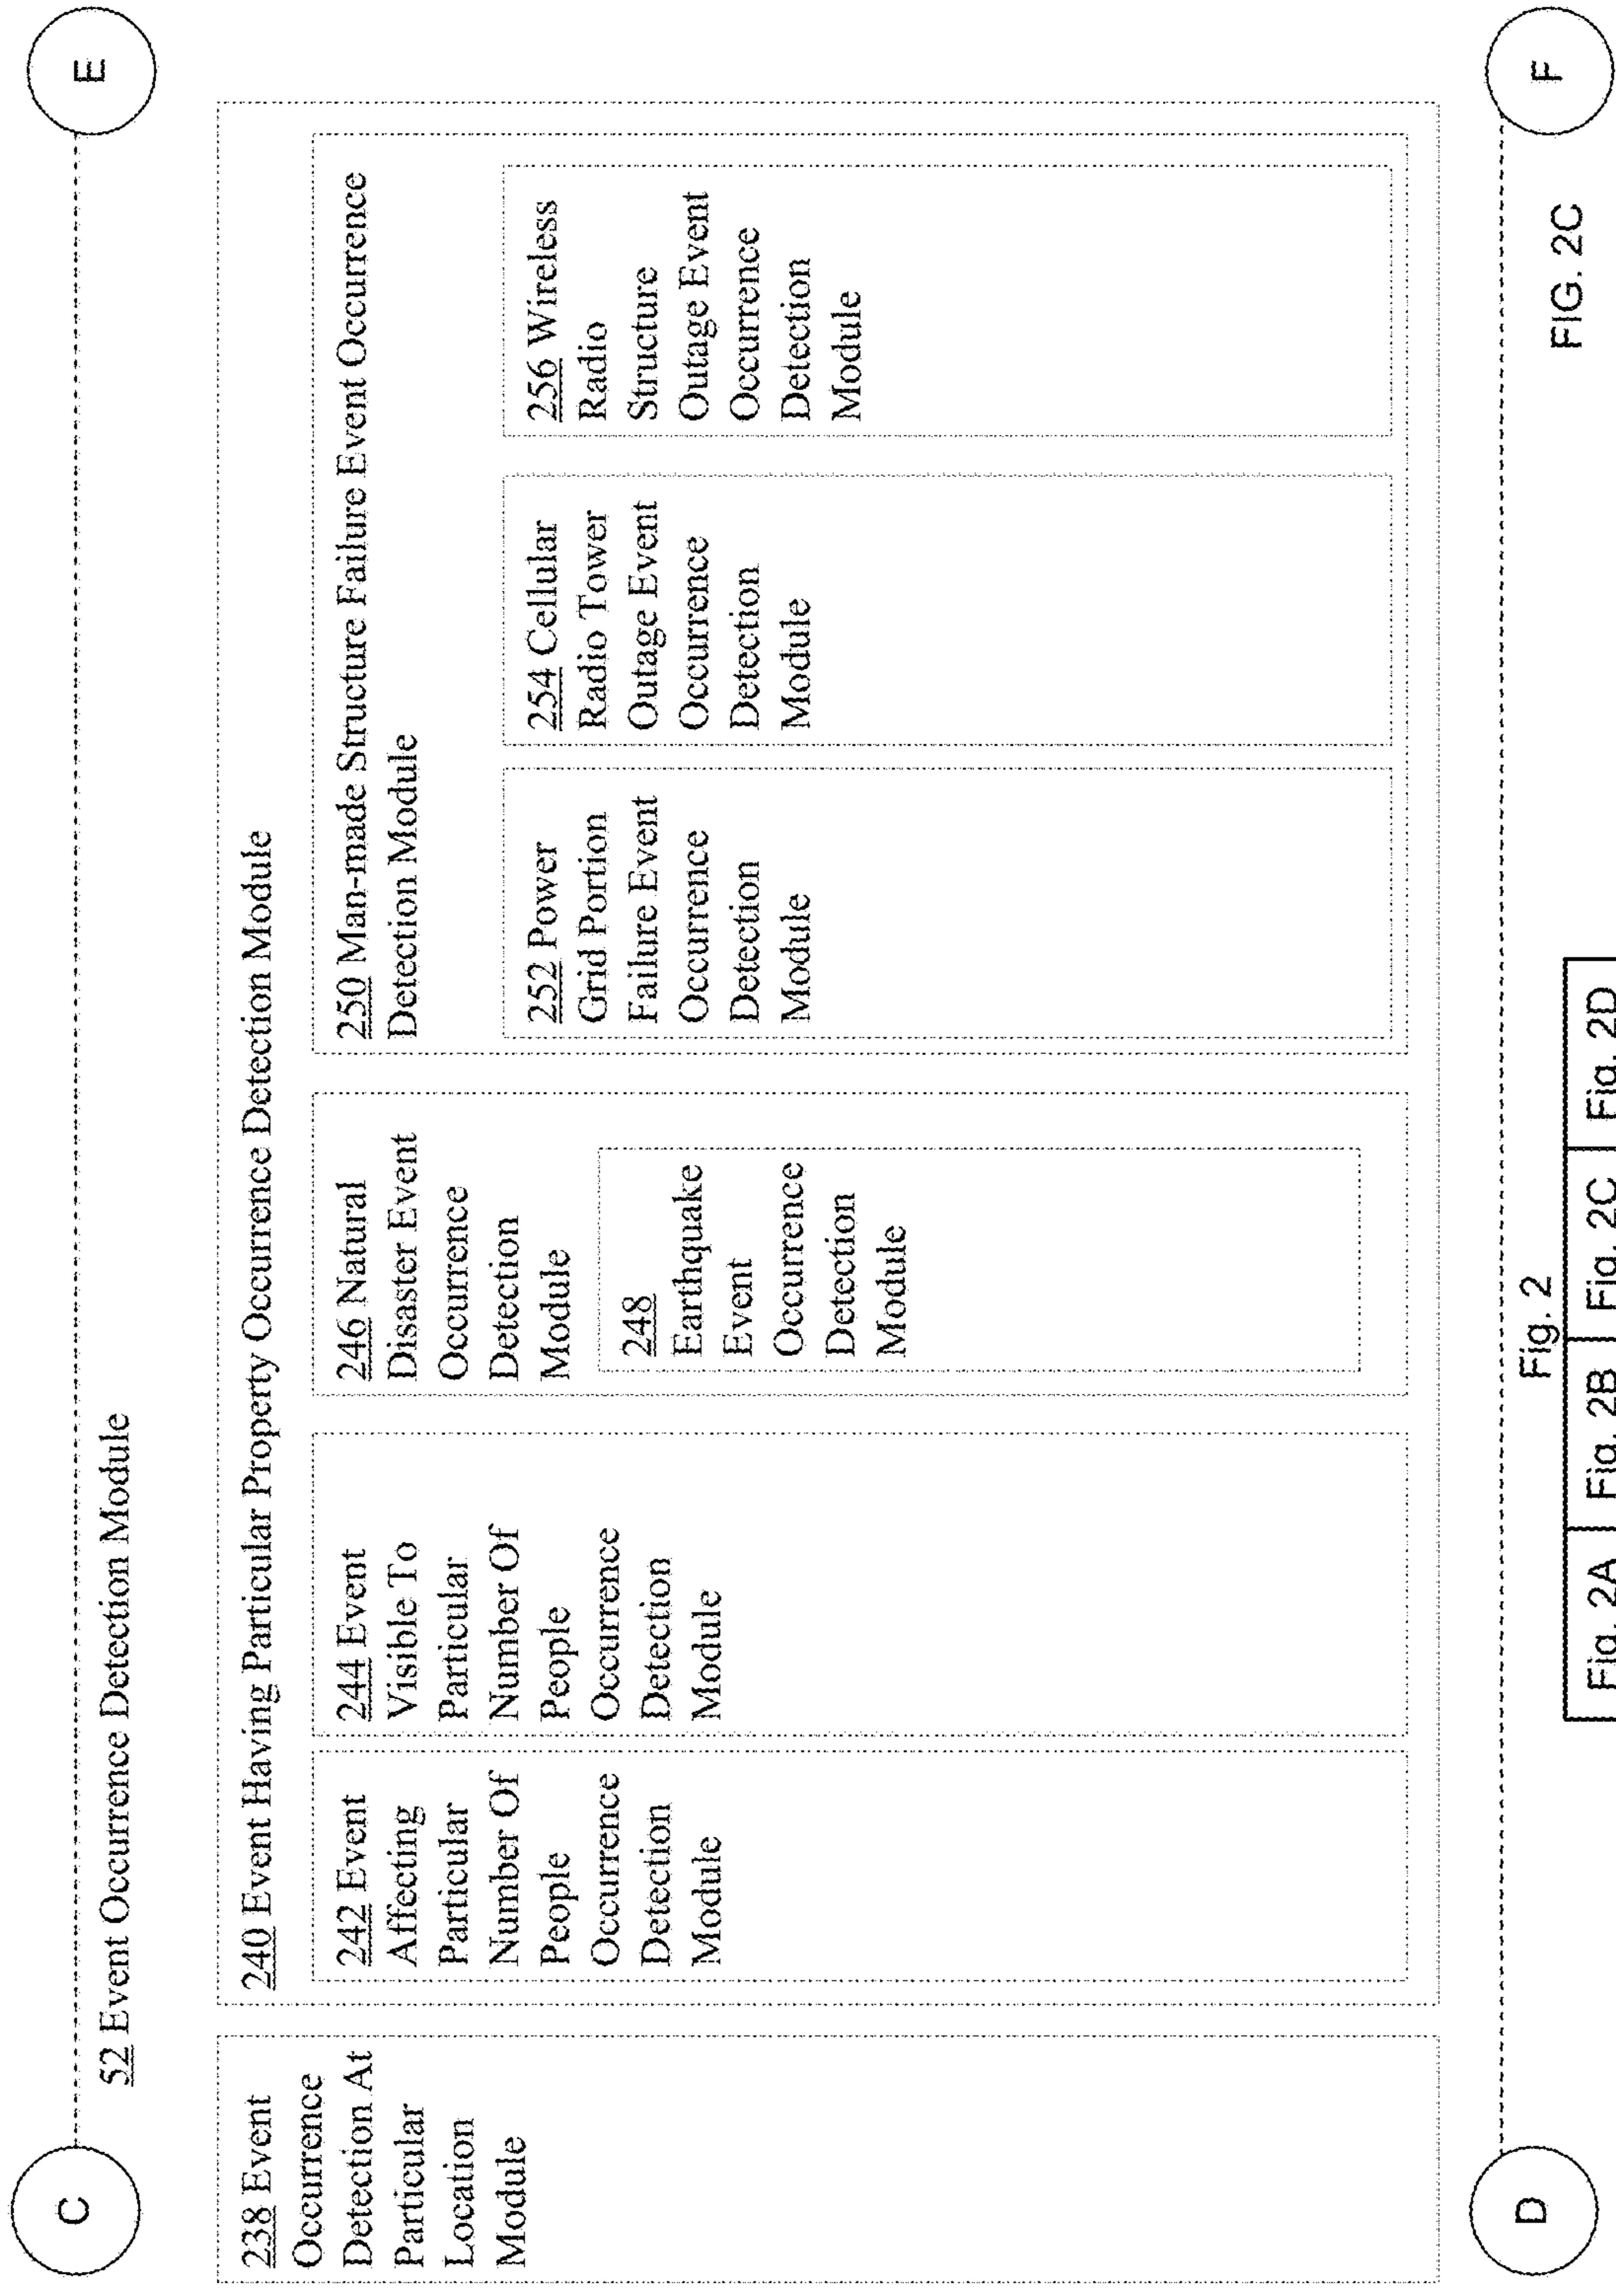 C
E
52 Event Occurrence Detection Module
238 Event
Occurrence
Detection At
Particular
Location
Module
240 Event Having Particular Property Occurrence Detection Module
242 Event
Affecting
Particular
Number Of
People
Occurrence
Detection
Module
244 Event
Visible To
Particular
Number Of
People
Occurrence
Detection
Module
246 Natural
Disaster Event
Occurrence
Detection
Module
248
Earthquake
Event
Occurrence
Detection
Module
250 Man-made Structure Failure Event Occurrence
Detection Module
252 Power
Grid Portion
Failure Event
Occurrence
Detection
Module
254 Cellular
Radio Tower
Outage Event
Occurrence
Detection
Module
256 Wireless
Radio
Structure
Outage Event
Occurrence
Detection
Module
D
F
Fig. 2
Fig. 2A
Fig. 2B
Fig. 2C
Fig. 2D
FIG. 2C